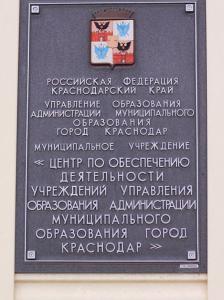 РОССИЙСКАЯ ФЕДЕРАЦИЯ
КРАСНОДАРСКИЙ КРАЙ
УПРАВЛЕНИЕ ОБРАЗОВАНИЯ
АДМИНИСТРАЦИИ МУНИЦИПАЛЬНОГО
ОБРАЗОВАНИЯ
ГОРОД КРАСНОДАР
МУНИЦИПАЛЬНОЕ УЧРЕЖДЕНИЕ
« ЦЕНТР ПО ОБЕСПЕЧЕНИЮ
ДЕЯТЕЛЬНОСТИ
УЧРЕЖДЕНИЙ УПРАВЛЕНИЯ
ОБРАЗОВАНИЯ АДМИНИСТРАЦИИ
МУНИЦИПАЛЬНОГО
ОБРАЗОВАНИЯ ГОРОД
КРАСНОДАР »